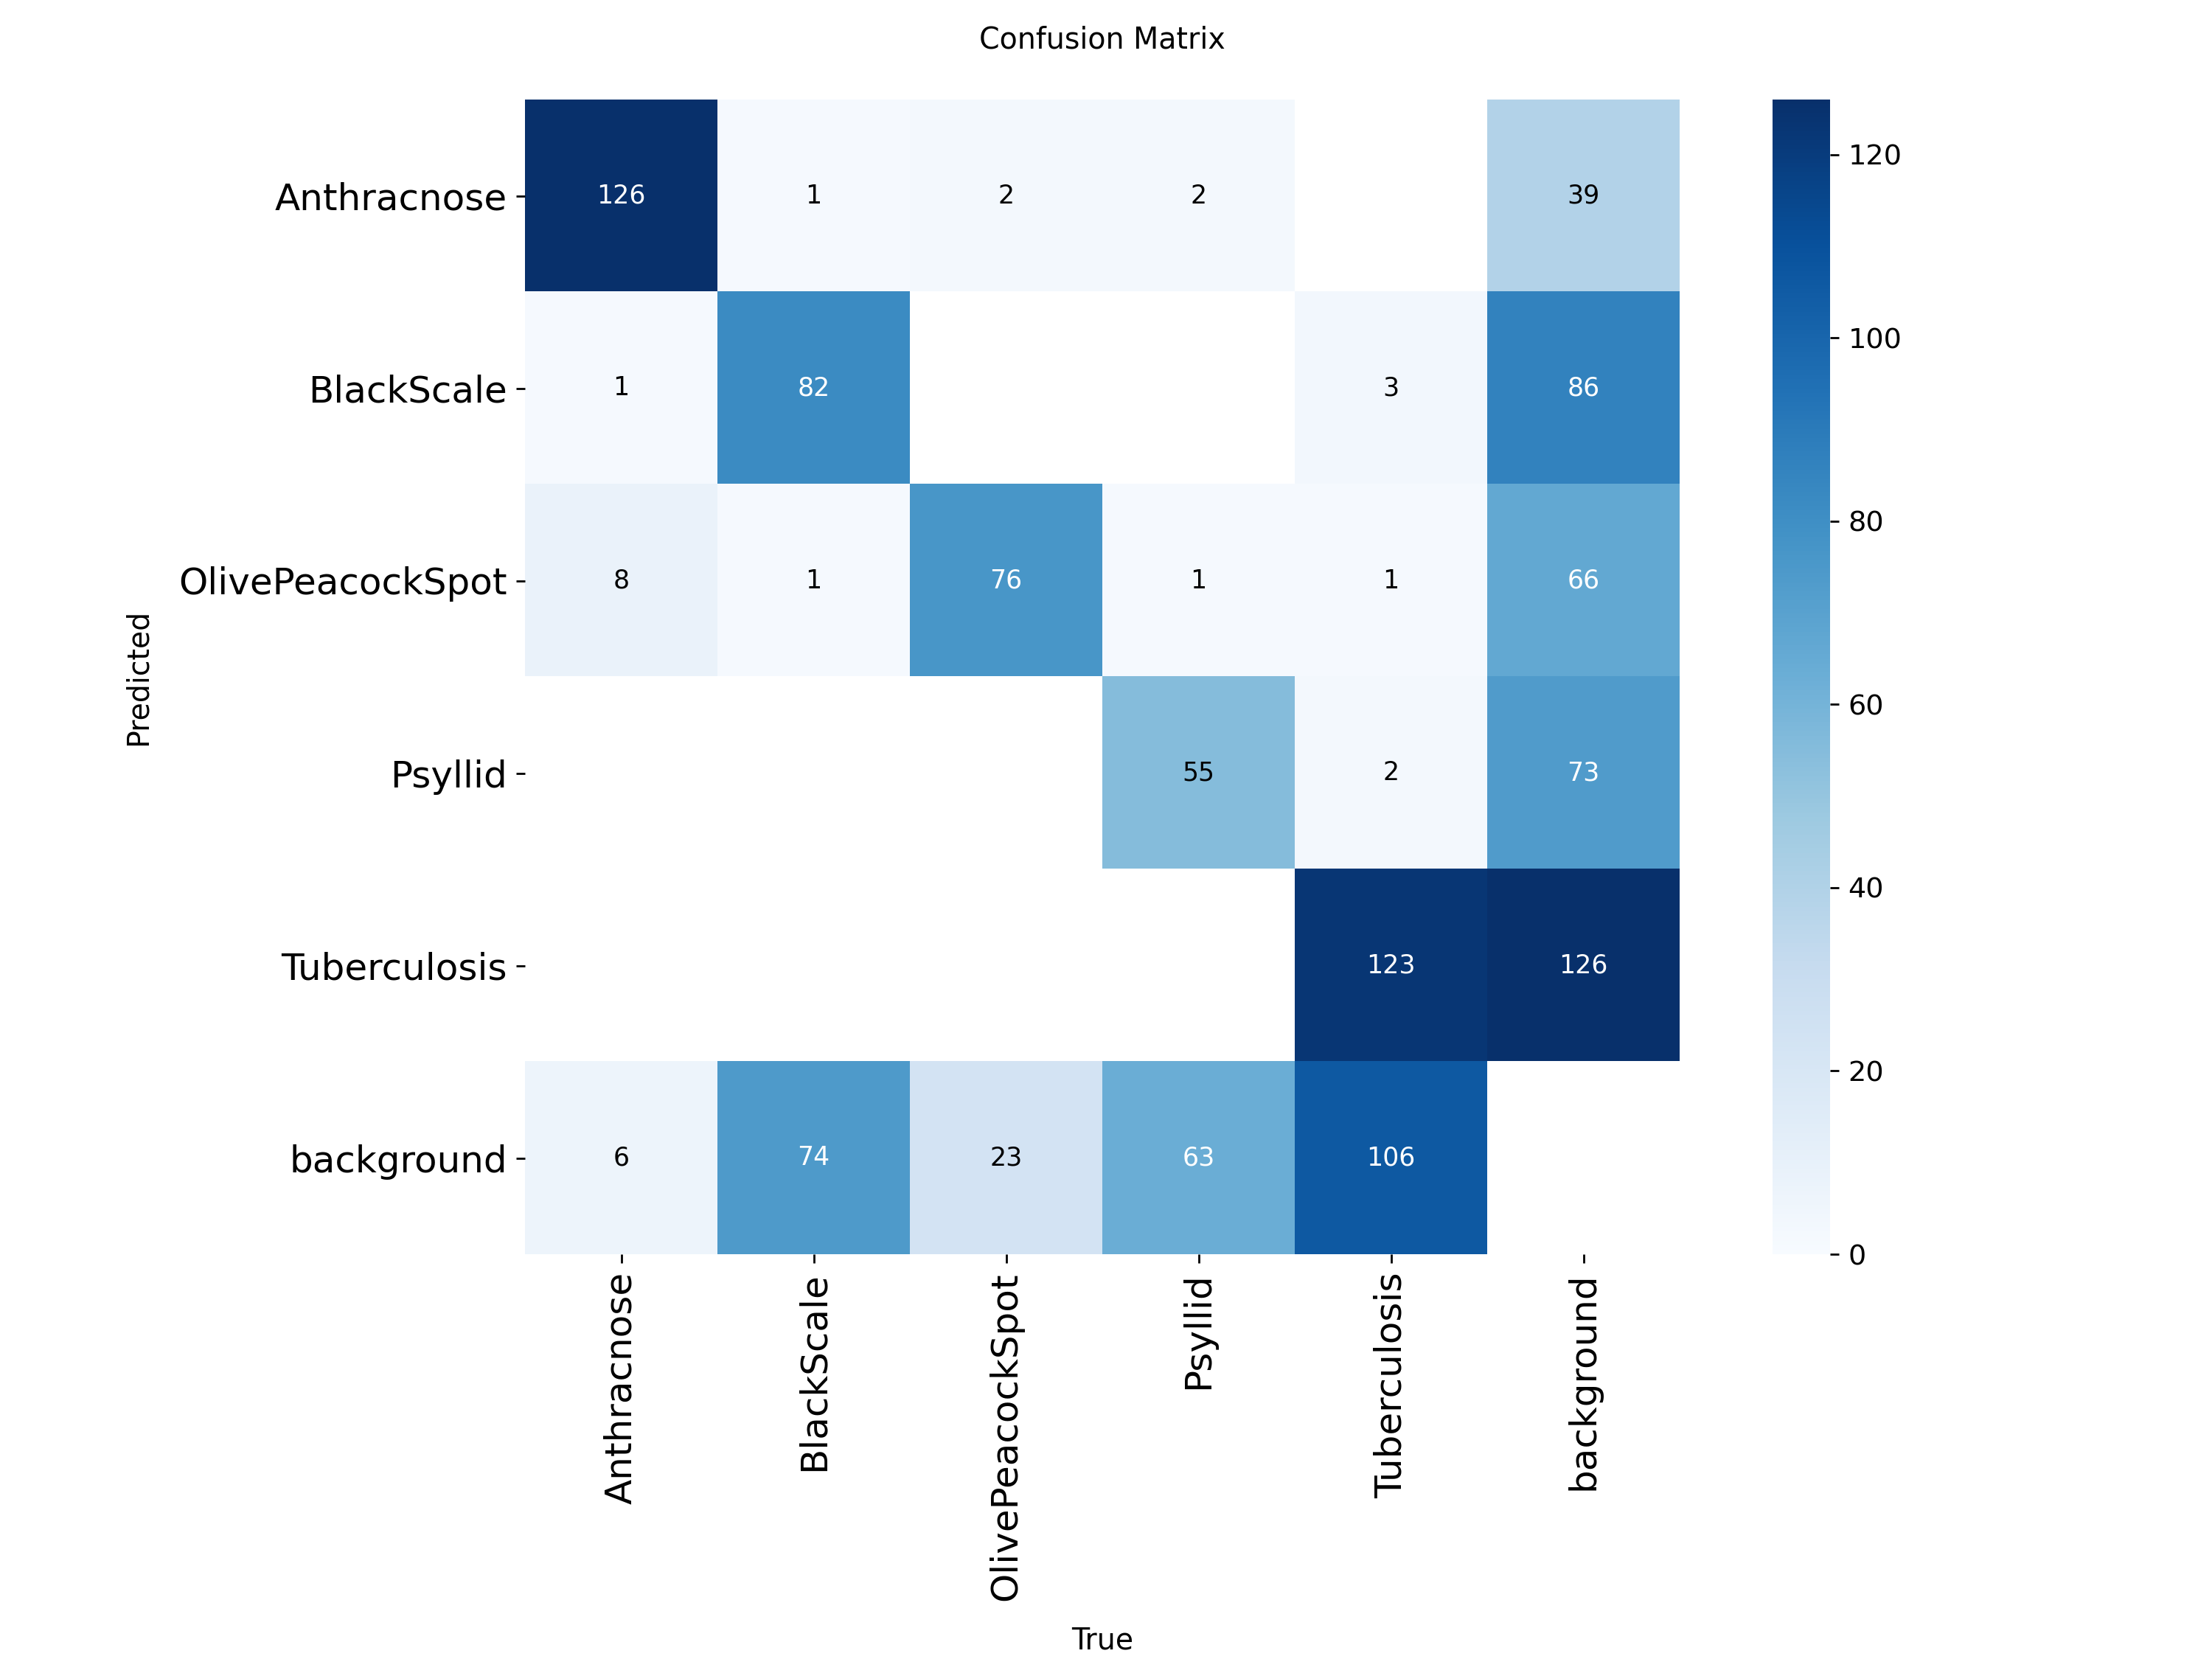 Confusion Matrix
Anthracnose 126 1 2 2 39
BlackScale 1 82 3 86
OlivePeacockSpot 8 1 76 1 1 66
Psyllid 55 2 73
Tuberculosis 123 126
background 6 74 23 63 106
Predicted
Anthracnose BlackScale OlivePeacockSpot Psyllid Tuberculosis background
True
120
100
80
60
40
20
0